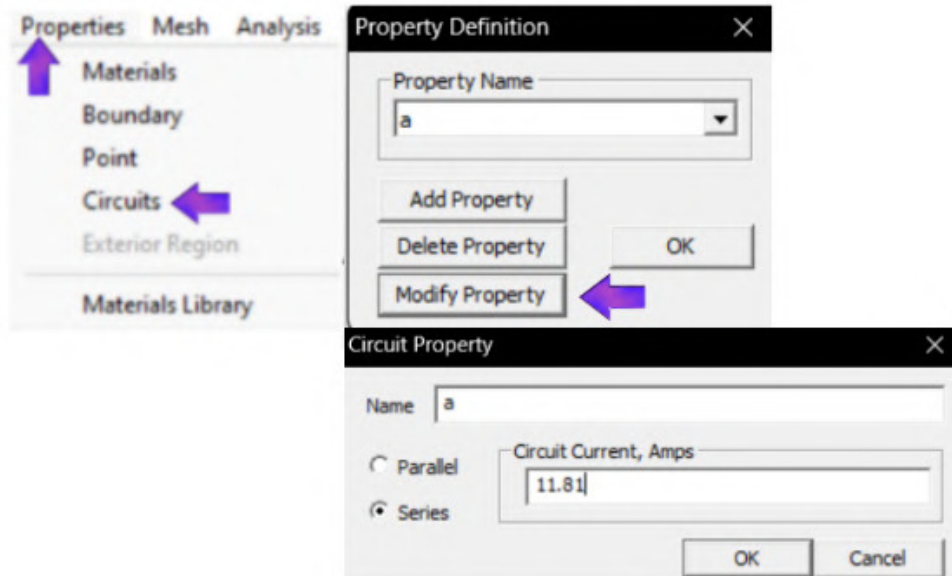 Properties Mesh Analysis
Materials
Boundary
Point
Circuits
Exterior Region
Materials Library
Property Definition
Property Name
a
Add Property
Delete Property
OK
Modify Property
Circuit Property
Name a
Parallel
Series
Circuit Current, Amps
11.81
OK Cancel